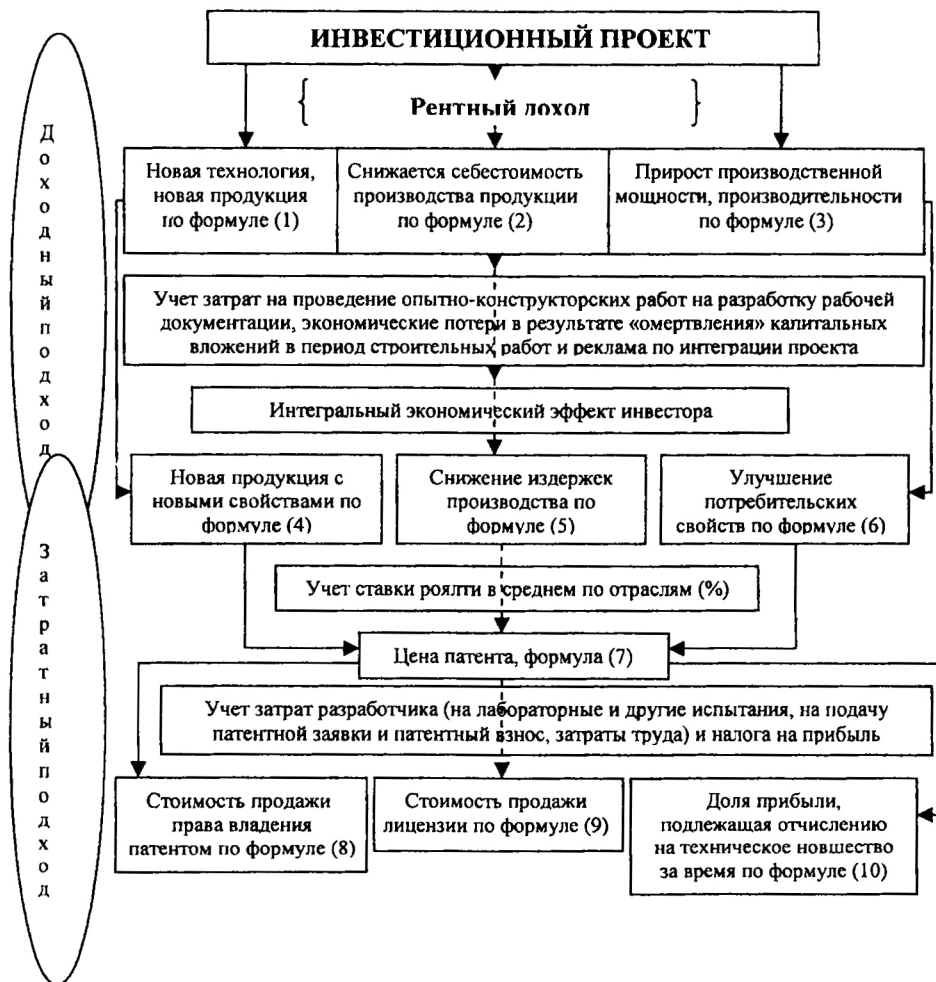 ИНВЕСТИЦИОННЫЙ ПРОЕКТ
{ Рентный доход }
Доходный подход
Новая технология,
новая продукция
по формуле (1)
Снижается себестоимость
производства продукции
по формуле (2)
Прирост производственной
мощности, производительности
по формуле (3)
Учет затрат на проведение опытно-конструкторских работ на разработку рабочей
документации, экономические потери в результате «омертвления» капитальных
вложений в период строительных работ и реклама по интеграции проекта
Интегральный экономический эффект инвестора
Новая продукция с
новыми свойствами по
формуле (4)
Снижение издержек
производства по
формуле (5)
Улучшение
потребительских
свойств по формуле (6)
Затратный подход
Учет ставки роялти в среднем по отраслям (%)
Цена патента, формула (7)
Учет затрат разработчика (на лабораторные и другие испытания, на подачу
патентной заявки и патентный взнос, затраты труда) и налога на прибыль
Стоимость продажи
права владения
патентом по формуле (8)
Стоимость продажи
лицензии по формуле (9)
Доля прибыли,
подлежащая отчислению
на техническое новшество
за время по формуле (10)